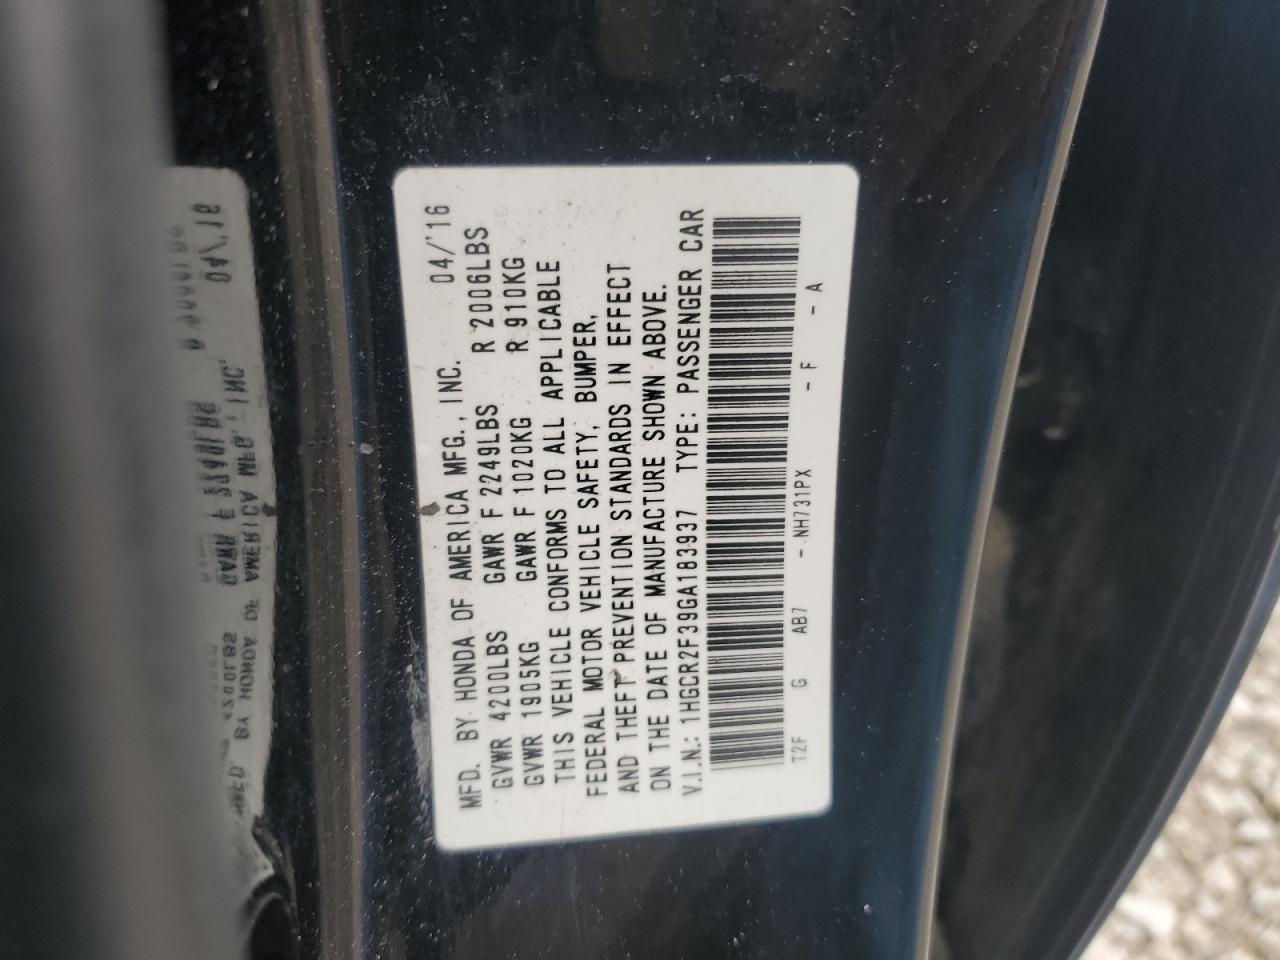 MFD. BY HONDA OF AMERICA MFG., INC. 04/'16
GVWR 4200LBS GAWR F 2249LBS R 2006LBS
GVWR 1905KG GAWR F 1020KG R 910KG
THIS VEHICLE CONFORMS TO ALL APPLICABLE
FEDERAL MOTOR VEHICLE SAFETY, BUMPER,
AND THEFT PREVENTION STANDARDS IN EFFECT
ON THE DATE OF MANUFACTURE SHOWN ABOVE.
V.I.N.: 1HGCR2F39GA183937 TYPE: PASSENGER CAR
T2F G AB7 - NH731PX - F - A